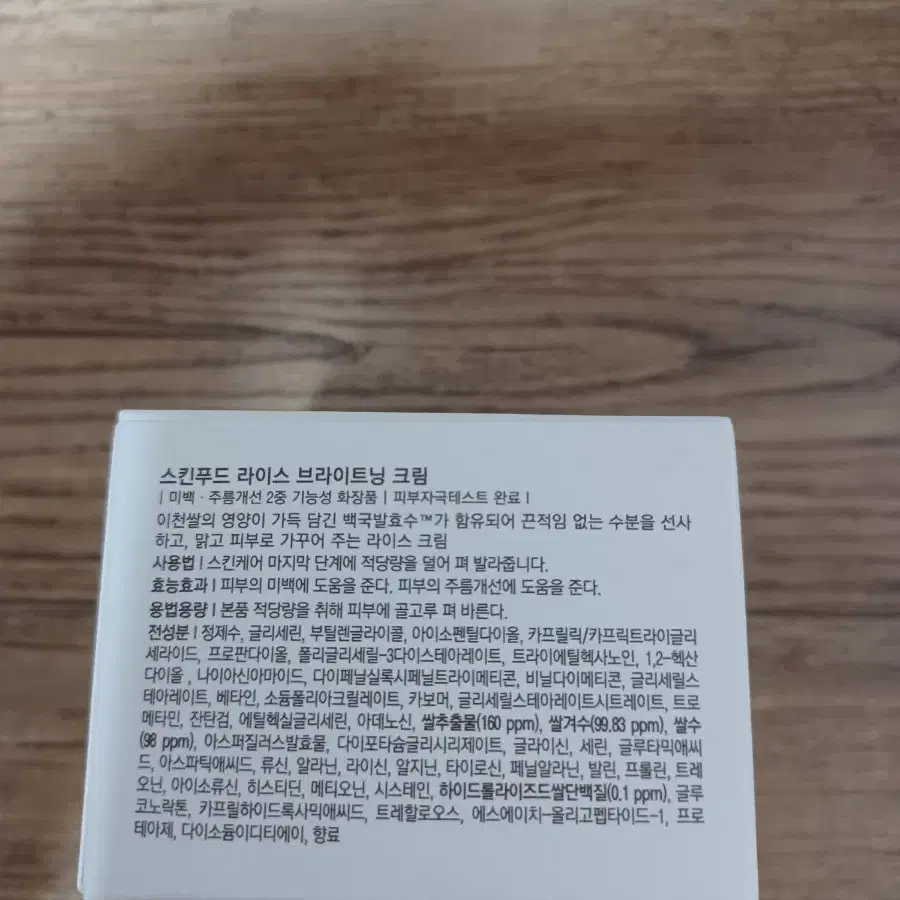 스킨푸드 라이스 브라이트닝 크림
| 미백 · 주름개선 2중 기능성 화장품 | 피부자극테스트 완료 |
이천쌀의 영양이 가득 담긴 백국발효수™가 함유되어 끈적임 없는 수분을 선사
하고, 맑고 피부로 가꾸어 주는 라이스 크림
사용법 | 스킨케어 마지막 단계에 적당량을 덜어 펴 발라줍니다.
효능효과 | 피부의 미백에 도움을 준다. 피부의 주름개선에 도움을 준다.
용법용량 | 본품 적당량을 취해 피부에 골고루 펴 바른다.
전성분 | 정제수, 글리세린, 부틸렌글라이콜, 아이소펜틸다이올, 카프릴릭/카프릭트라이글리
세라이드, 프로판다이올, 폴리글리세릴-3다이스테아레이트, 트라이에틸헥사노인, 1,2-헥산
다이올, 나이아신아마이드, 다이페닐실록시페닐트라이메티콘, 비닐다이메티콘, 글리세릴스
테아레이트, 베타인, 소듐폴리아크릴레이트, 카보머, 글리세릴스테아레이트시트레이트, 트로
메타민, 잔탄검, 에틸헥실글리세린, 아데노신, 쌀추출물(160 ppm), 쌀겨수(99.83 ppm), 쌀수
(98 ppm), 아스퍼질러스발효물, 다이포타슘글리시리제이트, 글라이신, 세린, 글루타믹애씨
드, 아스파틱애씨드, 류신, 알라닌, 라이신, 알지닌, 타이로신, 페닐알라닌, 발린, 프롤린, 트레
오닌, 아이소류신, 히스티딘, 메티오닌, 시스테인, 하이드롤라이즈드쌀단백질(0.1 ppm), 글루
코노락톤, 카프릴하이드록사믹애씨드, 트레할로오스, 에스에이치-올리고펩타이드-1, 프로
테아제, 다이소듐이디티에이, 향료